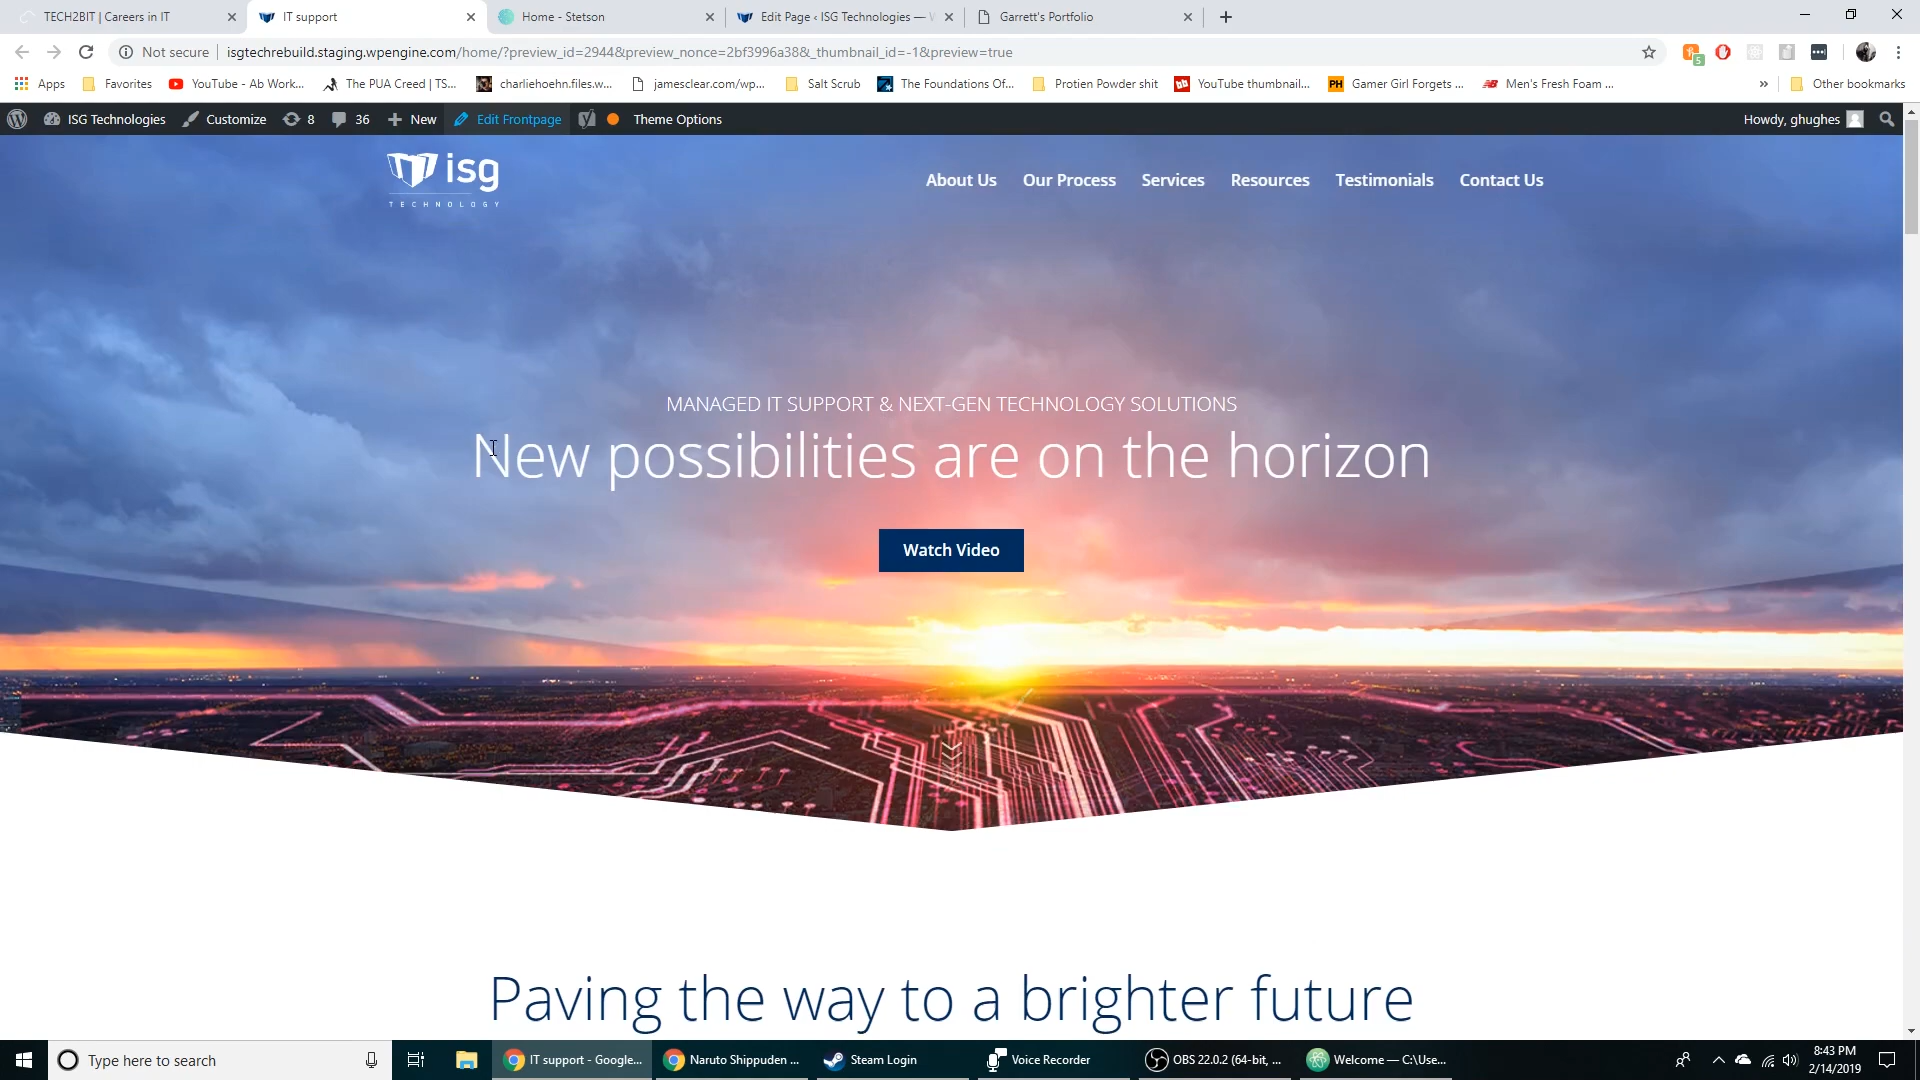 TECH2BIT | Careers in IT
IT support
Home - Stetson
Edit Page ‹ ISG Technologies — W
Garrett's Portfolio
Not secure
isgtechrebuild.staging.wpengine.com/home/?preview_id=2944&preview_nonce=2bf3996a38&_thumbnail_id=-1&preview=true
5
Apps
Favorites
YouTube - Ab Work...
The PUA Creed | TS...
charliehoehn.files.w...
jamesclear.com/wp...
Salt Scrub
The Foundations Of...
Protien Powder shit
YouTube thumbnail...
PH
Gamer Girl Forgets ...
Men's Fresh Foam ...
»
Other bookmarks
ISG Technologies
Customize
8
36
New
Edit Frontpage
Theme Options
Howdy, ghughes
isg
TECHNOLOGY
About Us
Our Process
Services
Resources
Testimonials
Contact Us
MANAGED IT SUPPORT & NEXT-GEN TECHNOLOGY SOLUTIONS
New possibilities are on the horizon
Watch Video
Paving the way to a brighter future
Type here to search
IT support - Google...
Naruto Shippuden ...
Steam Login
Voice Recorder
OBS 22.0.2 (64-bit, ...
Welcome — C:\Use...
8:43 PM
2/14/2019